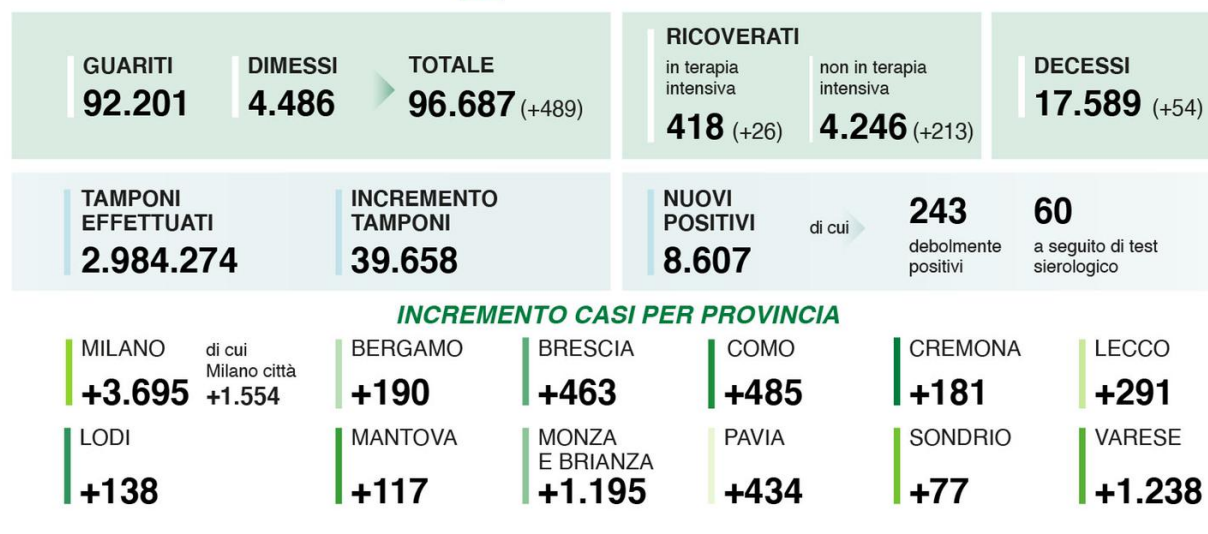 GUARITI
92.201
DIMESSI
4.486
TOTALE
96.687 (+489)
RICOVERATI
in terapia
intensiva
418 (+26)
non in terapia
intensiva
4.246 (+213)
DECESSI
17.589 (+54)
TAMPONI
EFFETTUATI
2.984.274
INCREMENTO
TAMPONI
39.658
NUOVI
POSITIVI
8.607
di cui
243
debolmente
positivi
60
a seguito di test
sierologico
INCREMENTO CASI PER PROVINCIA
MILANO
+3.695
di cui
Milano città
+1.554
BERGAMO
+190
BRESCIA
+463
COMO
+485
CREMONA
+181
LECCO
+291
LODI
+138
MANTOVA
+117
MONZA
E BRIANZA
+1.195
PAVIA
+434
SONDRIO
+77
VARESE
+1.238